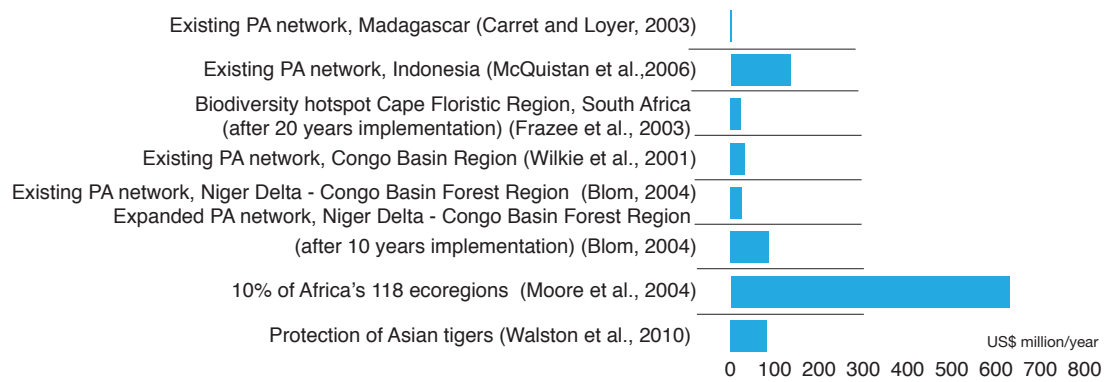 Existing PA network, Madagascar (Carret and Loyer, 2003)
Existing PA network, Indonesia (McQuistan et al.,2006)
Biodiversity hotspot Cape Floristic Region, South Africa
(after 20 years implementation) (Frazee et al., 2003)
Existing PA network, Congo Basin Region (Wilkie et al., 2001)
Existing PA network, Niger Delta - Congo Basin Forest Region (Blom, 2004)
Expanded PA network, Niger Delta - Congo Basin Forest Region
(after 10 years implementation) (Blom, 2004)
10% of Africa's 118 ecoregions (Moore et al., 2004)
Protection of Asian tigers (Walston et al., 2010)
US$ million/year
0 100 200 300 400 500 600 700 800